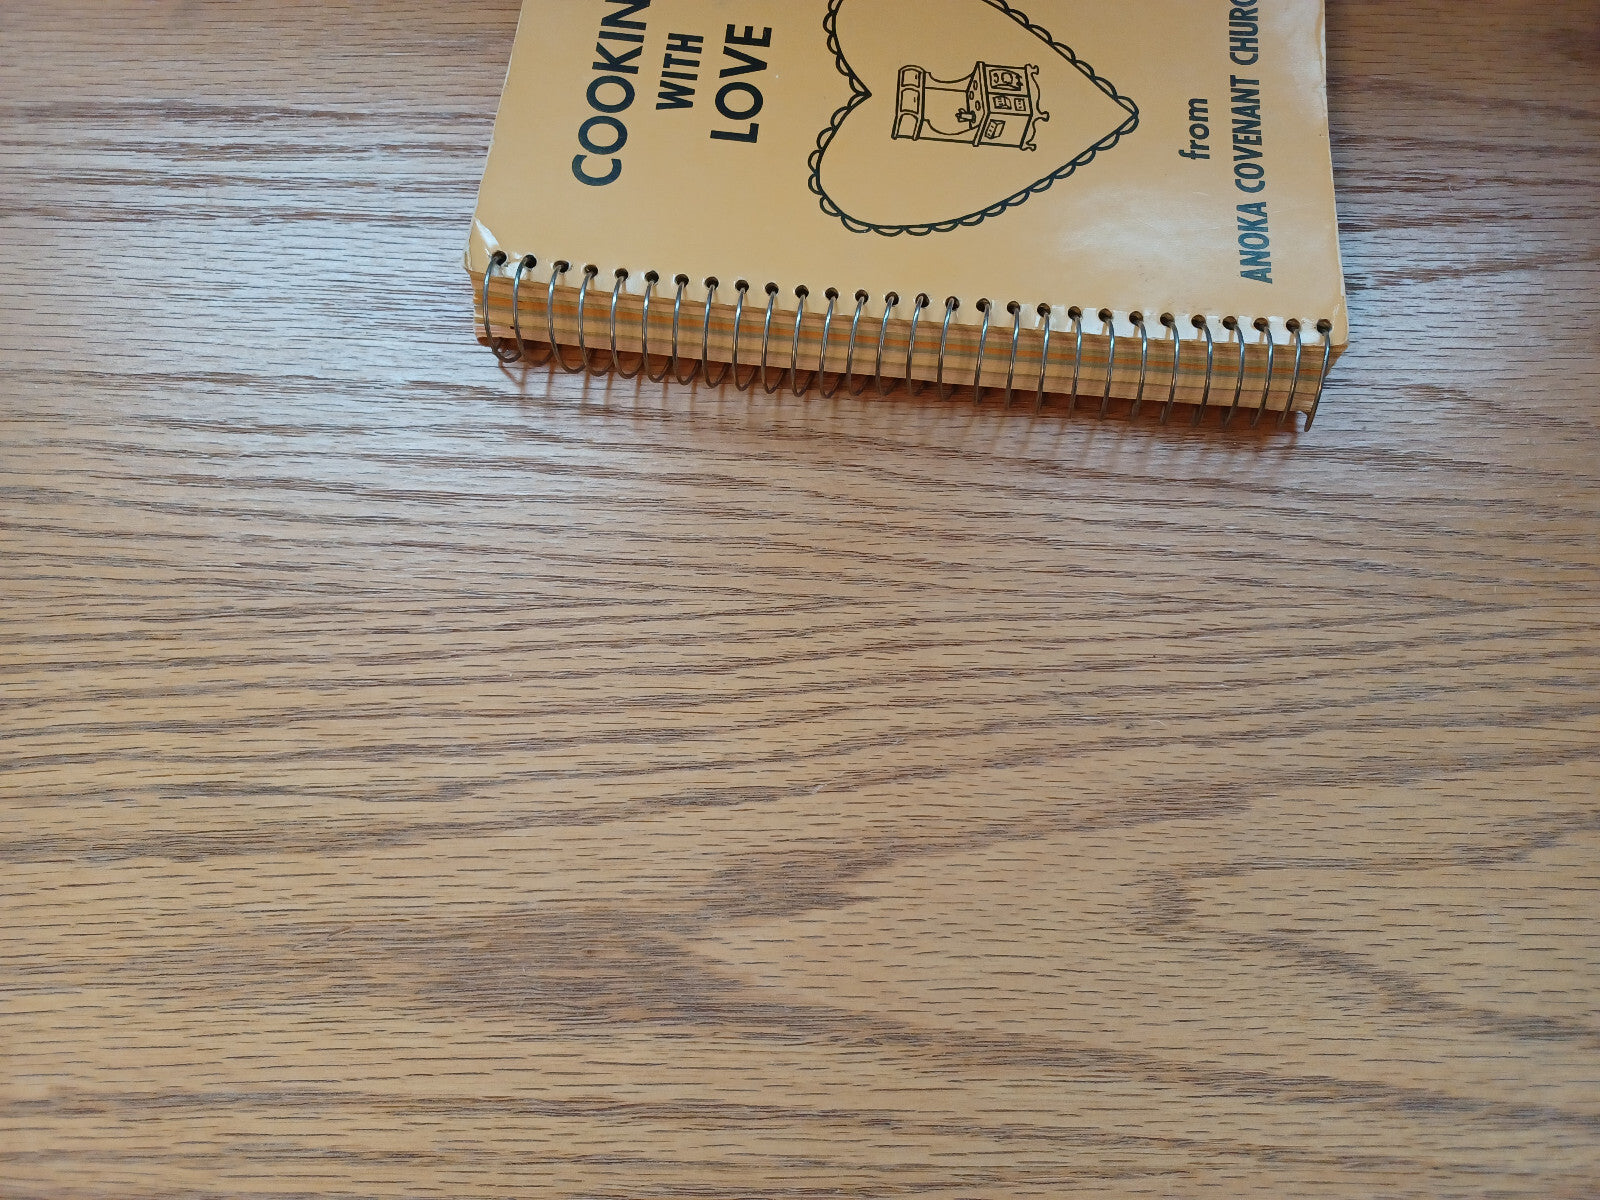 COOKIN
WITH
LOVE
from
ANOKA COVENANT CHURC